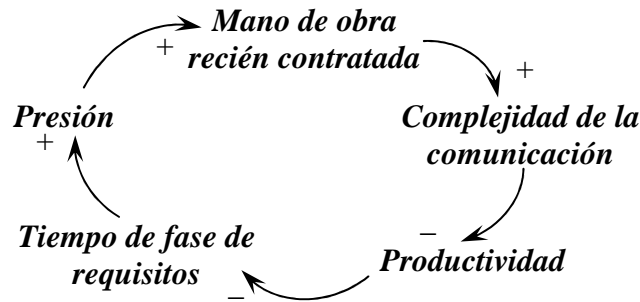 Mano de obra
recién contratada
+
+
Presión
+
Complejidad de la
comunicación
Tiempo de fase de
requisitos
–
Productividad
–